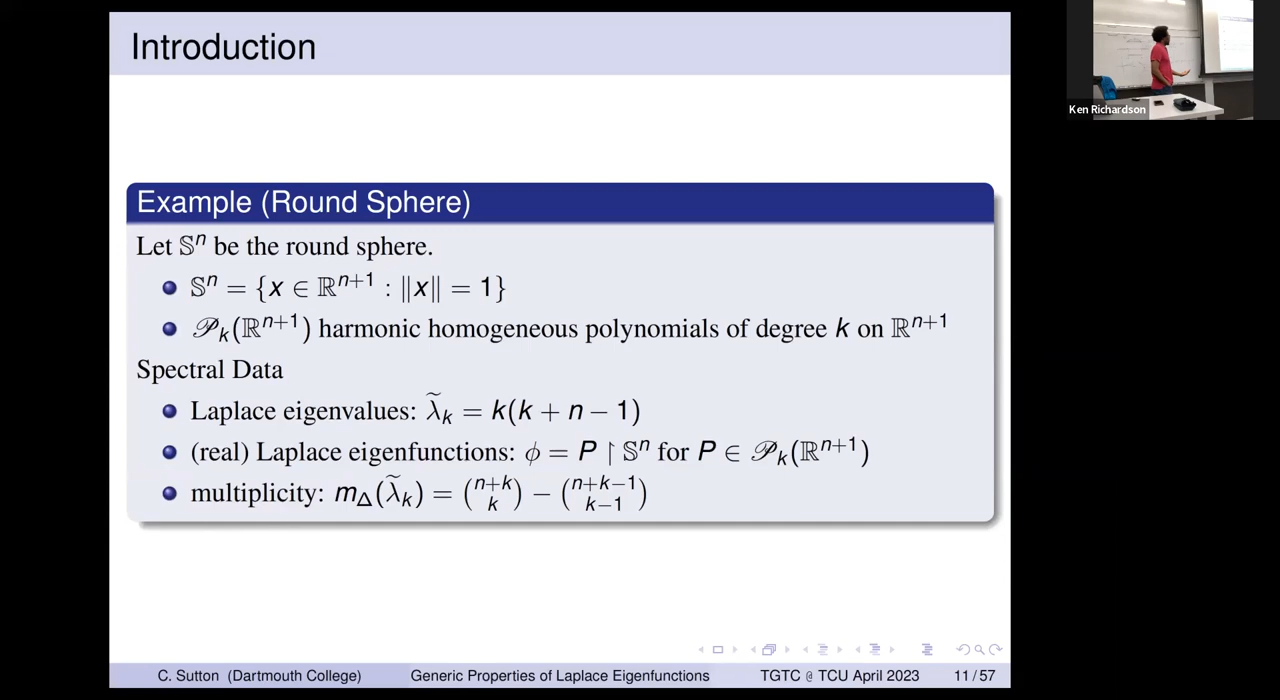 Introduction
Ken Richardson
Example (Round Sphere)
Let 𝕊ⁿ be the round sphere.
𝕊ⁿ = {x ∈ ℝⁿ⁺¹ : ‖x‖ = 1}
𝒫ₖ(ℝⁿ⁺¹) harmonic homogeneous polynomials of degree k on ℝⁿ⁺¹
Spectral Data
Laplace eigenvalues: λ̃ₖ = k(k + n − 1)
(real) Laplace eigenfunctions: ϕ = P ↾ 𝕊ⁿ for P ∈ 𝒫ₖ(ℝⁿ⁺¹)
multiplicity: m_Δ(λ̃ₖ) = \binom{n+k}{k} − \binom{n+k−1}{k−1}
C. Sutton (Dartmouth College) Generic Properties of Laplace Eigenfunctions TGTC @ TCU April 2023 11 / 57